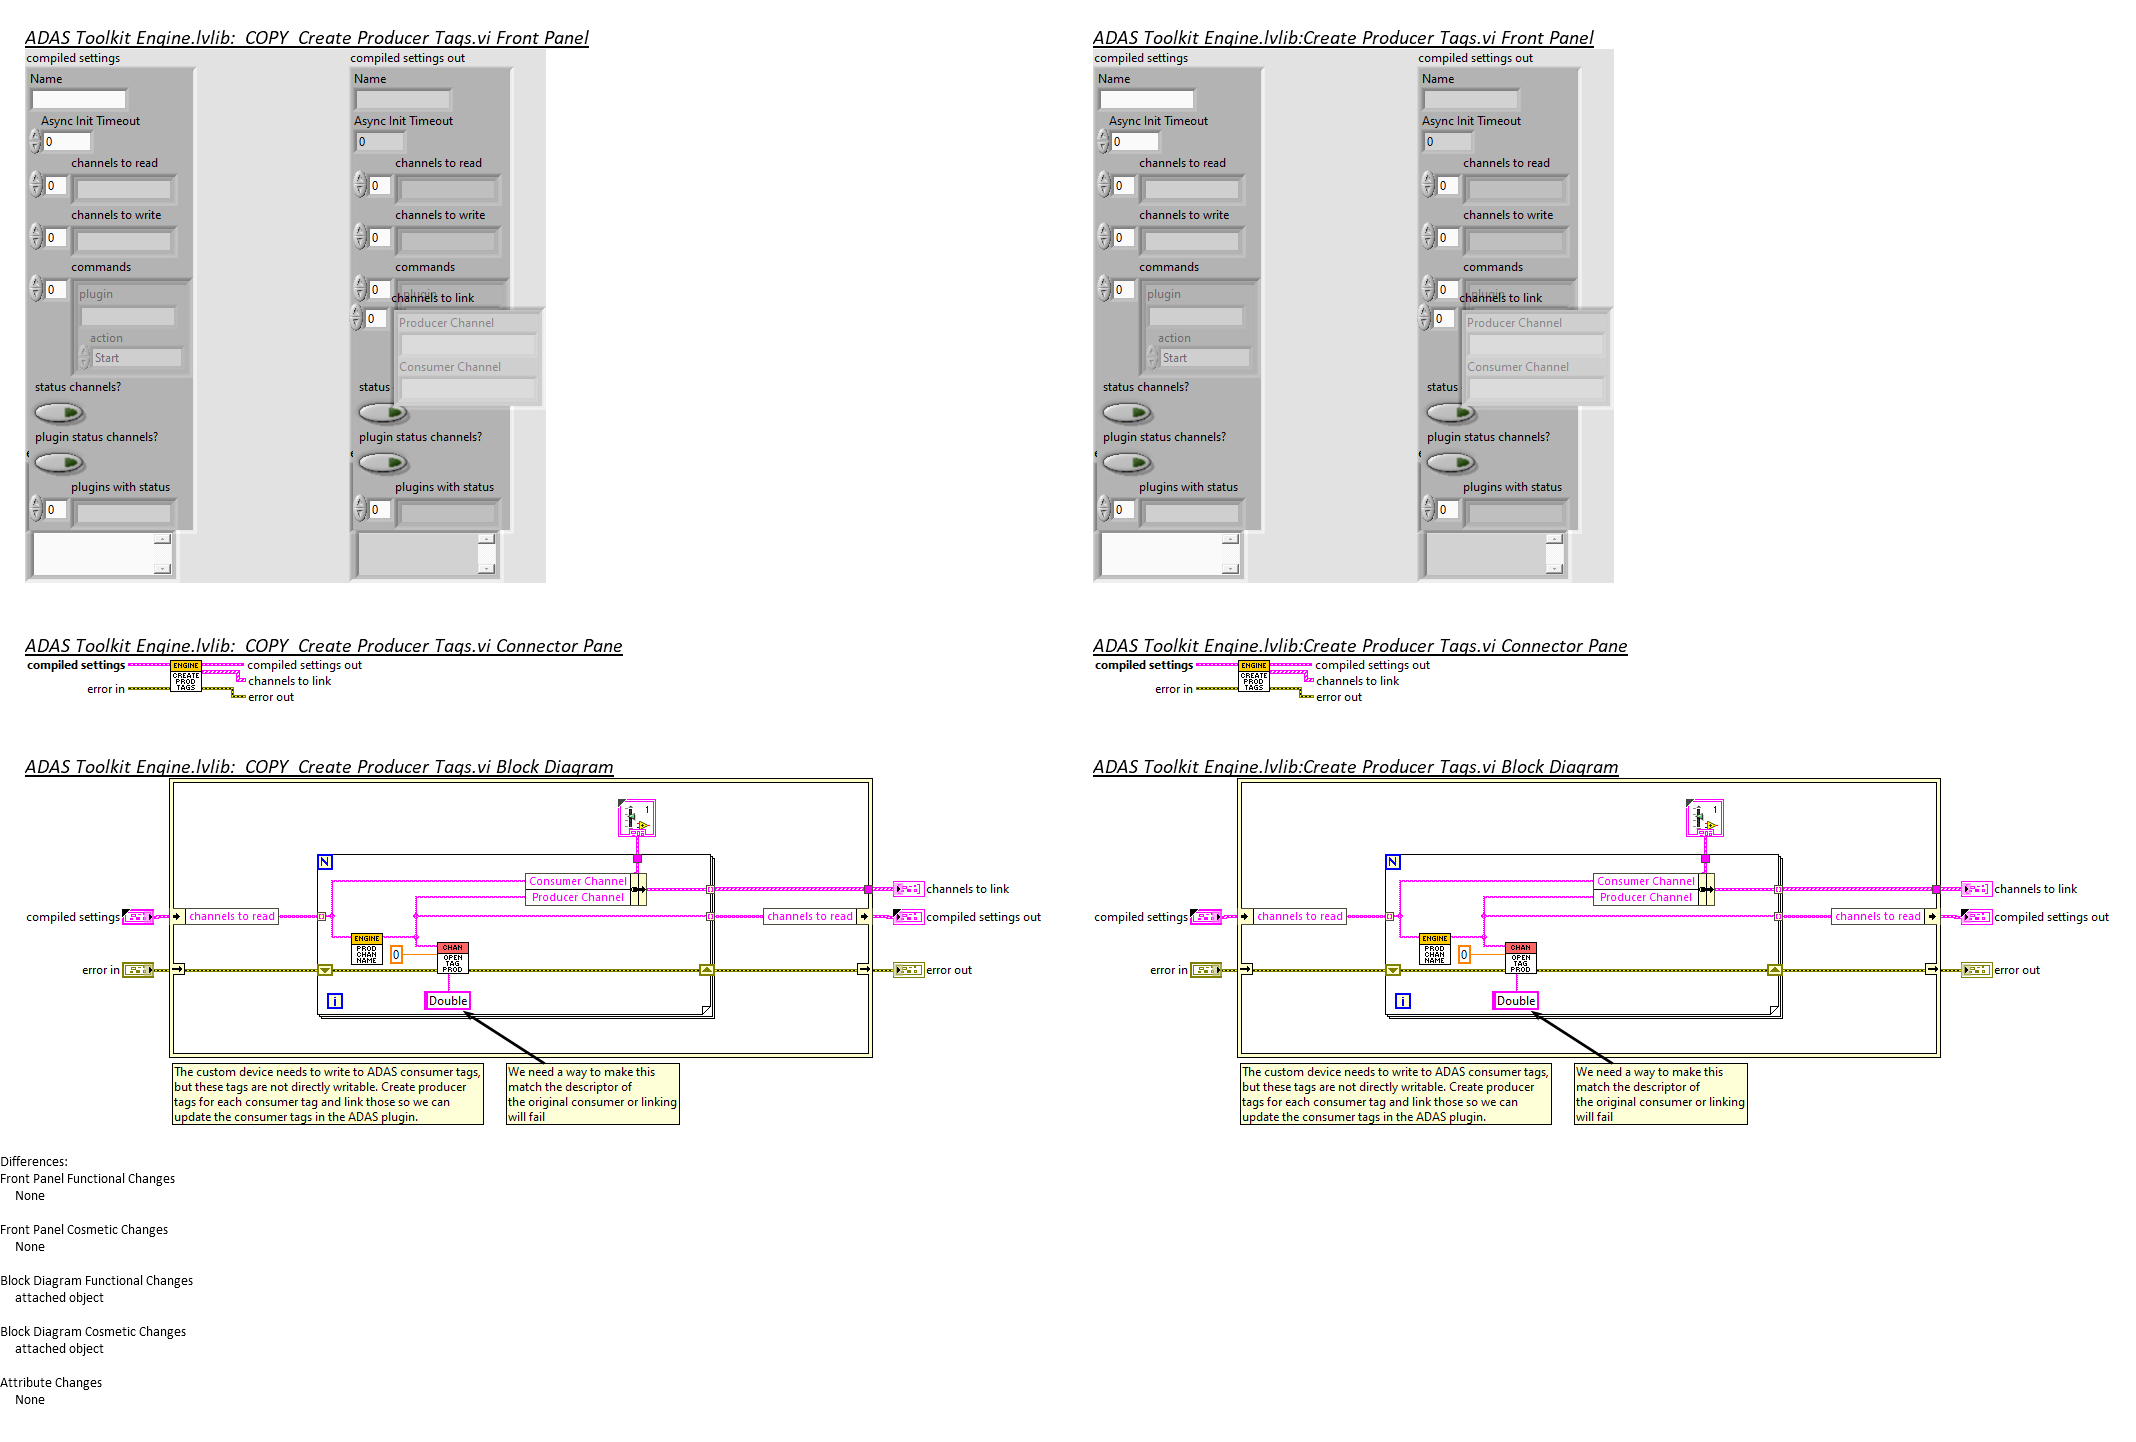 ADAS Toolkit Engine.lvlib:  COPY  Create Producer Tags.vi Front Panel
compiled settings
compiled settings out
Name
Name
Async Init Timeout
Async Init Timeout
0
0
channels to read
channels to read
0
0
channels to write
channels to write
0
0
commands
commands
0
plugin
0
plugin
channels to link
0
Producer Channel
action
Start
Consumer Channel
status channels?
status
plugin status channels?
plugin status channels?
plugins with status
plugins with status
0
0
ADAS Toolkit Engine.lvlib:Create Producer Tags.vi Front Panel
compiled settings
compiled settings out
Name
Name
Async Init Timeout
Async Init Timeout
0
0
channels to read
channels to read
0
0
channels to write
channels to write
0
0
commands
commands
0
plugin
0
plugin
channels to link
0
Producer Channel
action
Start
Consumer Channel
status channels?
status
plugin status channels?
plugin status channels?
plugins with status
plugins with status
0
0
ADAS Toolkit Engine.lvlib:  COPY  Create Producer Tags.vi Connector Pane
compiled settings
error in
ENGINE
CREATE
PROD
TAGS
compiled settings out
channels to link
error out
ADAS Toolkit Engine.lvlib:Create Producer Tags.vi Connector Pane
compiled settings
error in
ENGINE
CREATE
PROD
TAGS
compiled settings out
channels to link
error out
ADAS Toolkit Engine.lvlib:  COPY  Create Producer Tags.vi Block Diagram
1
N
Consumer Channel
Producer Channel
channels to link
compiled settings
channels to read
channels to read
compiled settings out
ENGINE
PROD
CHAN
NAME
0
CHAN
OPEN
TAG
PROD
error in
error out
i
Double
The custom device needs to write to ADAS consumer tags,
but these tags are not directly writable. Create producer
tags for each consumer tag and link those so we can
update the consumer tags in the ADAS plugin.
We need a way to make this
match the descriptor of
the original consumer or linking
will fail
ADAS Toolkit Engine.lvlib:Create Producer Tags.vi Block Diagram
1
N
Consumer Channel
Producer Channel
channels to link
compiled settings
channels to read
channels to read
compiled settings out
ENGINE
PROD
CHAN
NAME
0
CHAN
OPEN
TAG
PROD
error in
error out
i
Double
The custom device needs to write to ADAS consumer tags,
but these tags are not directly writable. Create producer
tags for each consumer tag and link those so we can
update the consumer tags in the ADAS plugin.
We need a way to make this
match the descriptor of
the original consumer or linking
will fail
Differences:
Front Panel Functional Changes
None
Front Panel Cosmetic Changes
None
Block Diagram Functional Changes
attached object
Block Diagram Cosmetic Changes
attached object
Attribute Changes
None